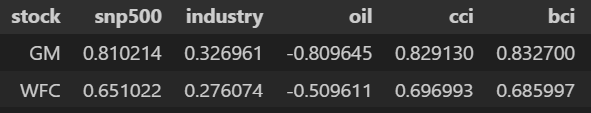 stock snp500 industry oil cci bci
GM 0.810214 0.326961 -0.809645 0.829130 0.832700
WFC 0.651022 0.276074 -0.509611 0.696993 0.685997